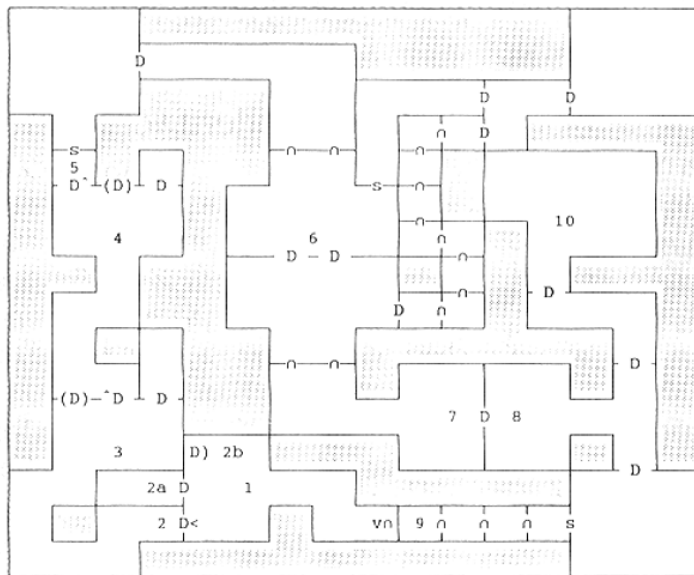 D
D D
∩ D
S ∩ ∩ ∩
5
D^ (D) D S ∩
∩ 10
4 6 ∩
D D ∩
∩ D
D ∩
∩ ∩ D
(D) ^D D
7 D 8
3 D) 2b
D
2a D 1
2 D< v∩ 9 ∩ ∩ ∩ S